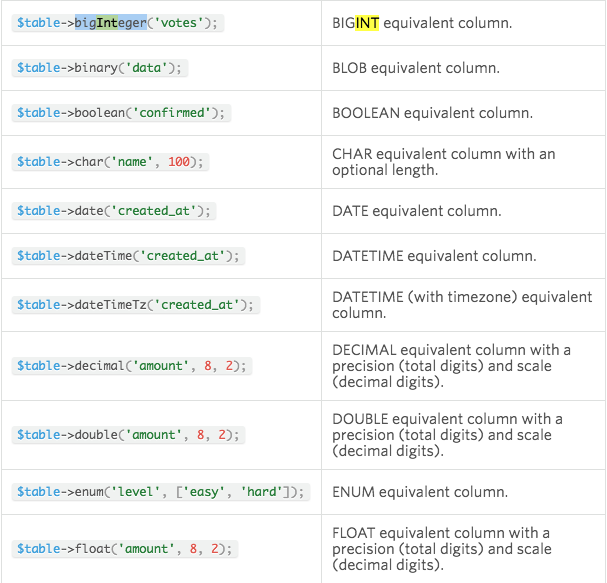 $table->bigInteger('votes');
BIGINT equivalent column.
$table->binary('data');
BLOB equivalent column.
$table->boolean('confirmed');
BOOLEAN equivalent column.
$table->char('name', 100);
CHAR equivalent column with an
optional length.
$table->date('created_at');
DATE equivalent column.
$table->dateTime('created_at');
DATETIME equivalent column.
$table->dateTimeTz('created_at');
DATETIME (with timezone) equivalent
column.
$table->decimal('amount', 8, 2);
DECIMAL equivalent column with a
precision (total digits) and scale
(decimal digits).
$table->double('amount', 8, 2);
DOUBLE equivalent column with a
precision (total digits) and scale
(decimal digits).
$table->enum('level', ['easy', 'hard']);
ENUM equivalent column.
$table->float('amount', 8, 2);
FLOAT equivalent column with a
precision (total digits) and scale
(decimal digits).